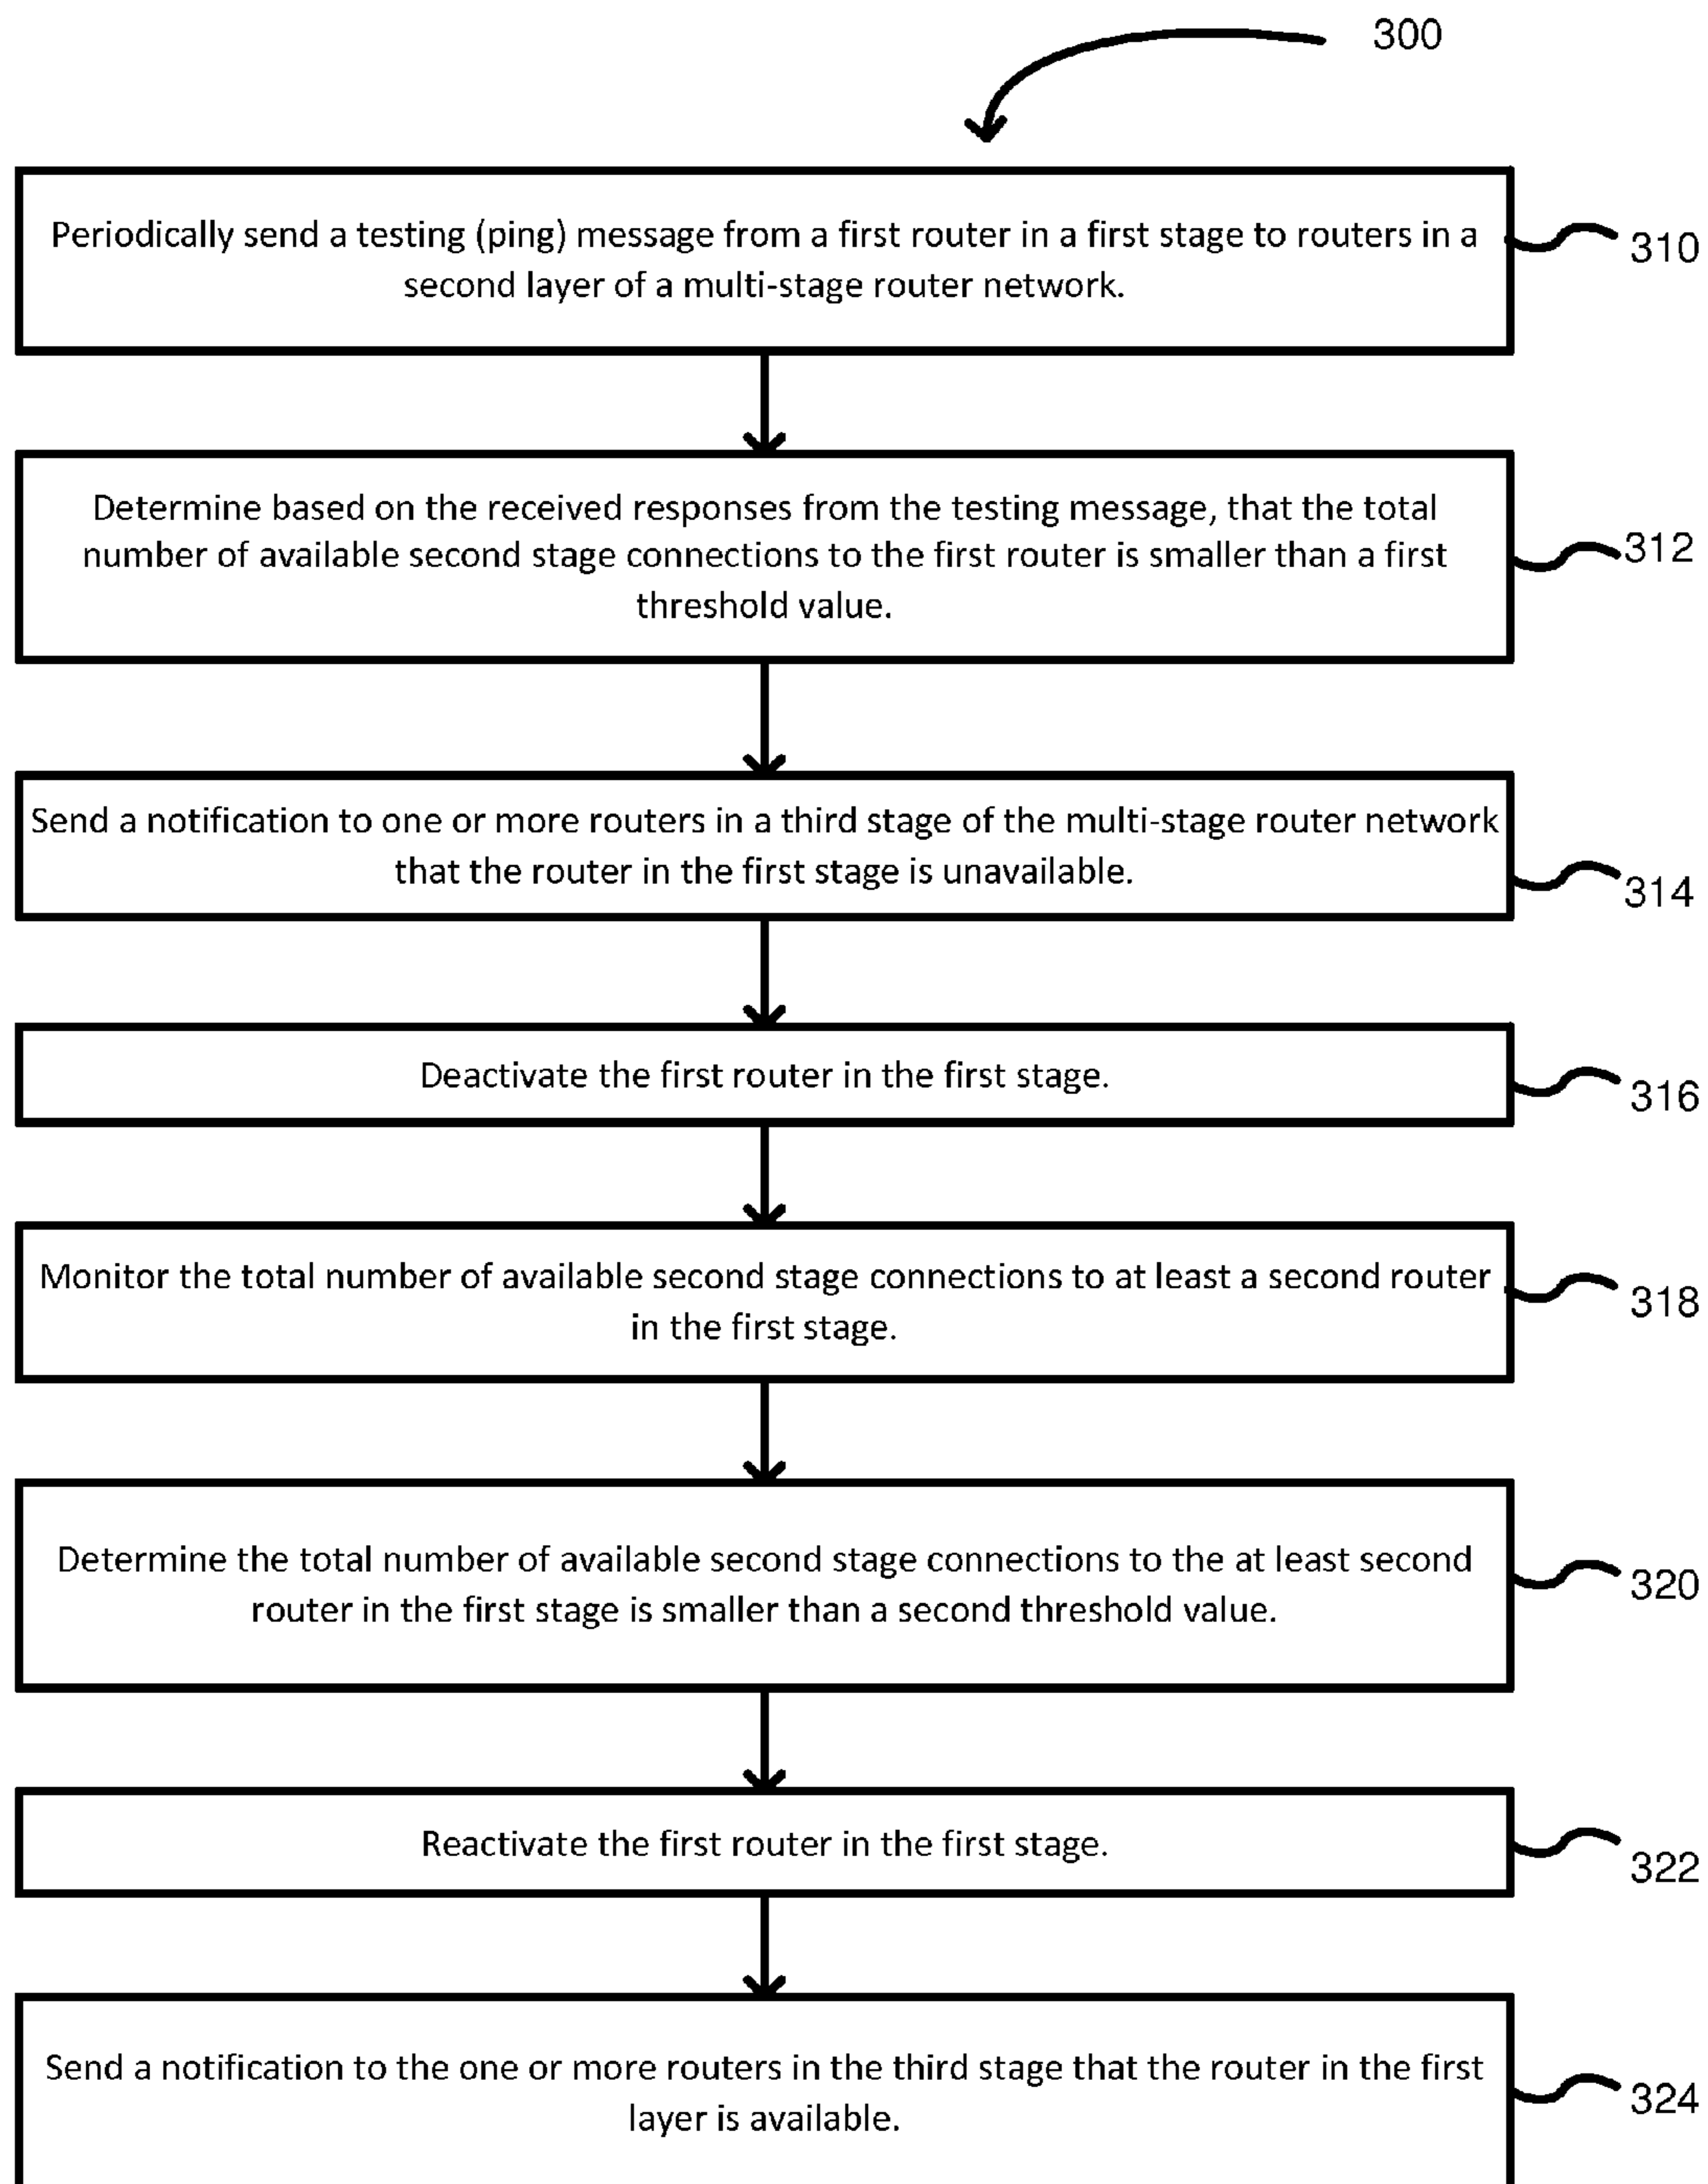 300
Periodically send a testing (ping) message from a first router in a first stage to routers in a
second layer of a multi-stage router network.
310
Determine based on the received responses from the testing message, that the total
number of available second stage connections to the first router is smaller than a first
threshold value.
312
Send a notification to one or more routers in a third stage of the multi-stage router network
that the router in the first stage is unavailable.
314
Deactivate the first router in the first stage.
316
Monitor the total number of available second stage connections to at least a second router
in the first stage.
318
Determine the total number of available second stage connections to the at least second
router in the first stage is smaller than a second threshold value.
320
Reactivate the first router in the first stage.
322
Send a notification to the one or more routers in the third stage that the router in the first
layer is available.
324